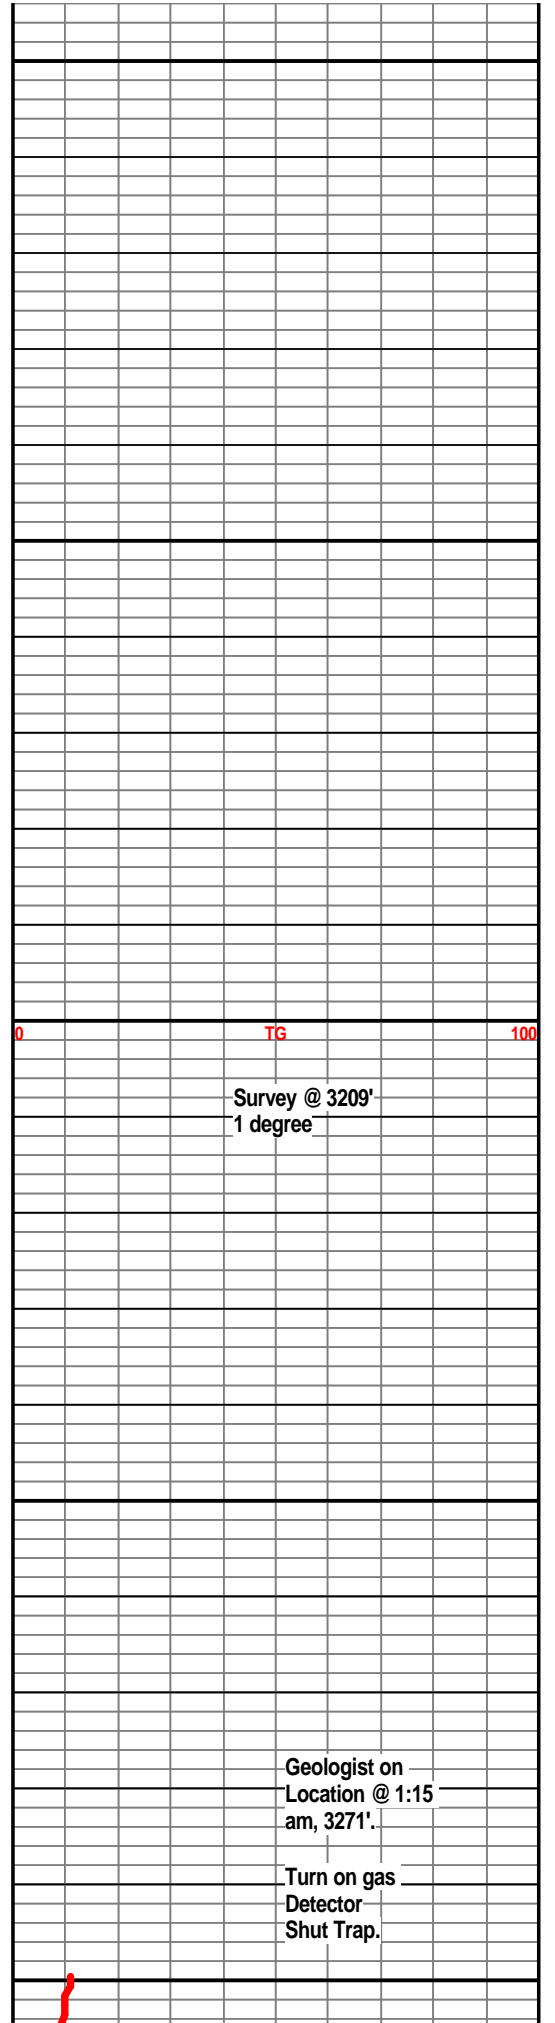 0 TG 100
Survey @ 3209'
1 degree
Geologist on
Location @ 1:15
am, 3271'.
Turn on gas
Detector
Shut Trap.